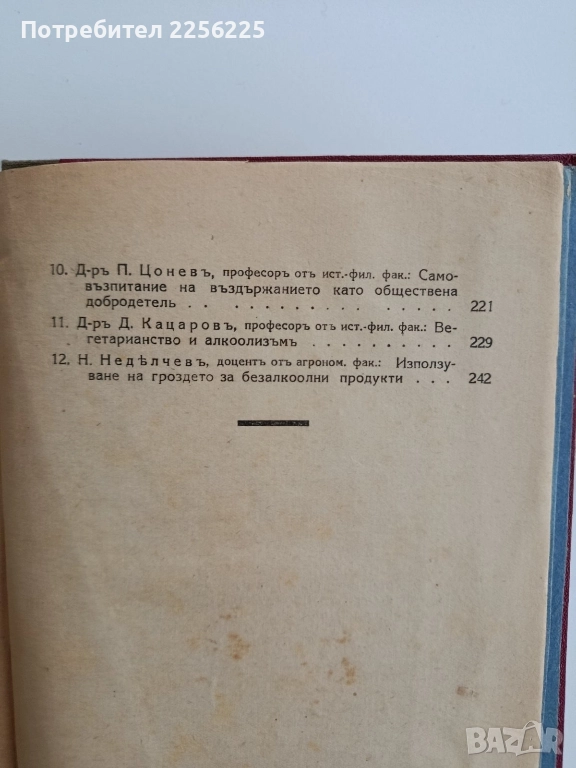 Потребител 2256225
10. Д-ръ П. Цоневъ, професоръ отъ ист.-фил. фак.: Само-
възпитание на въздържанието като обществена
добродетель . . . . . . . . . . 221
11. Д-ръ Д. Кацаровъ, професоръ отъ ист.-фил. фак.: Ве-
гетарианство и алкоолизъмъ . . . . . . . . . 229
12. Н. Недѣлчевъ, доцентъ отъ агроном. фак.: Използу-
ване на гроздето за безалкоолни продукти . . . 242
BAZAR